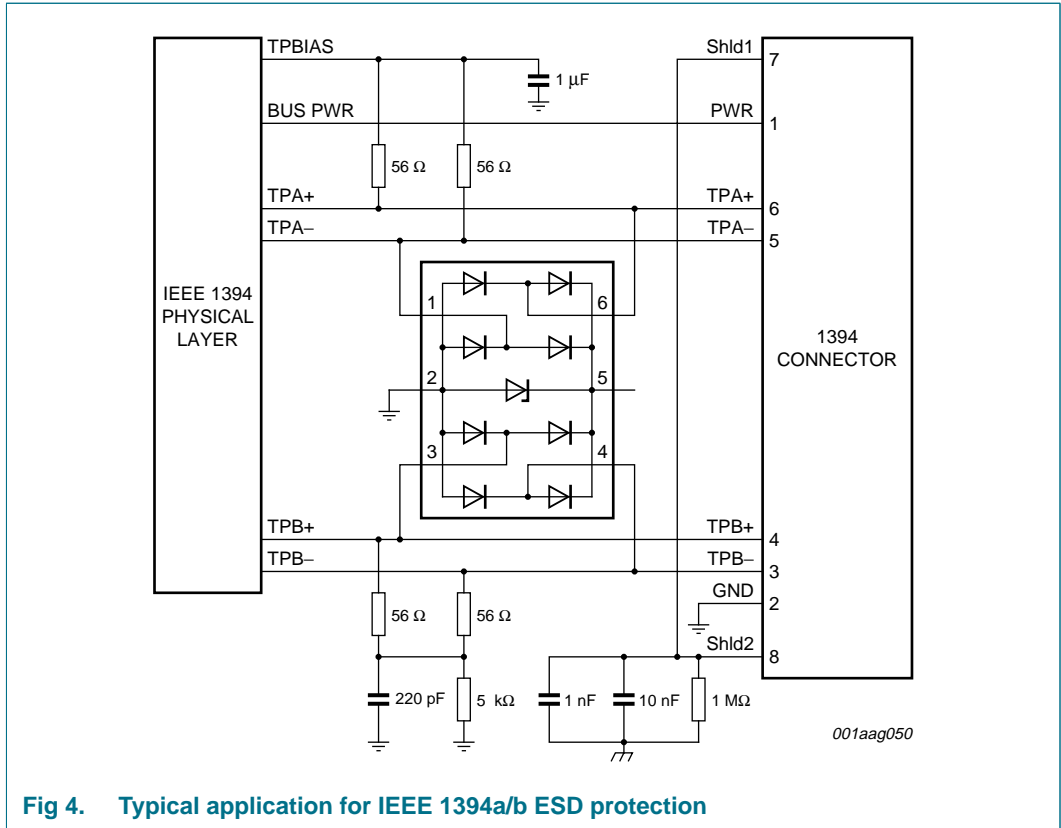 TPBIAS
Shld1
7
1 μF
BUS PWR
PWR
1
56 Ω
56 Ω
TPA+
TPA+
6
TPA−
TPA−
5
IEEE 1394
PHYSICAL
LAYER
1
6
1394
CONNECTOR
2
5
3
4
TPB+
TPB+
4
TPB−
TPB−
3
GND
2
56 Ω
56 Ω
Shld2
8
220 pF
5 kΩ
1 nF
10 nF
1 MΩ
001aag050
Fig 4. Typical application for IEEE 1394a/b ESD protection